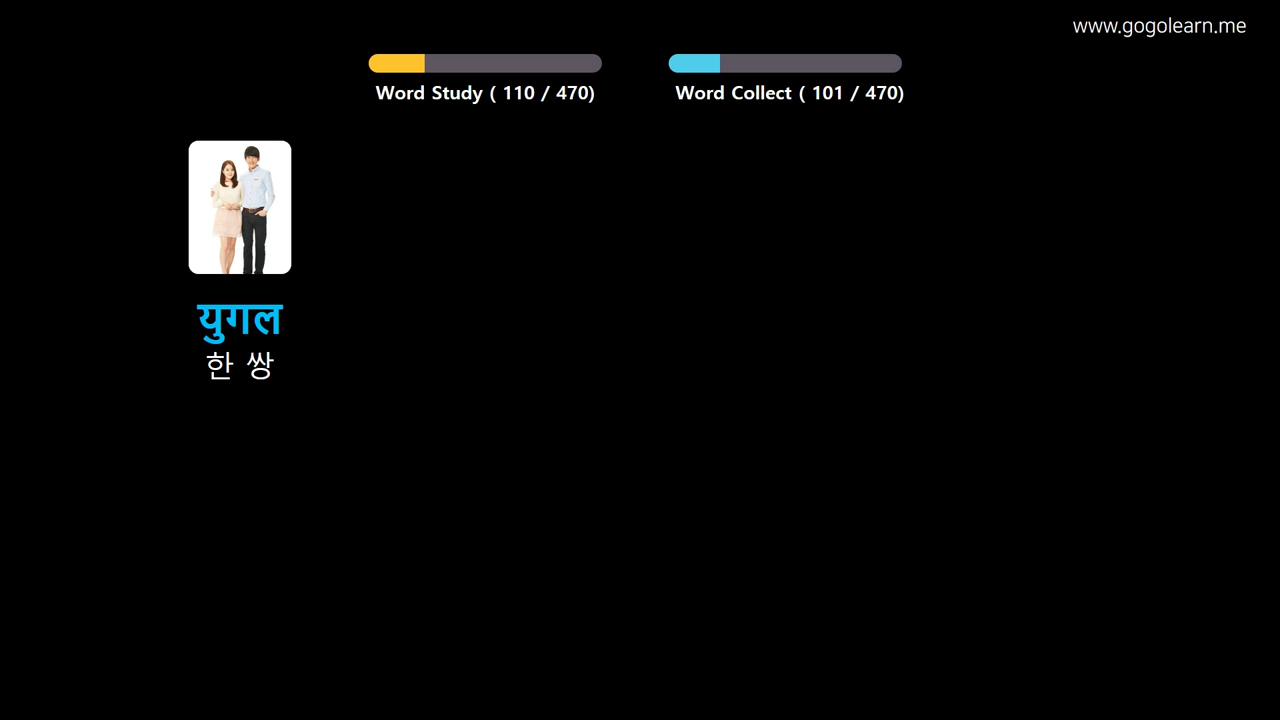 www.gogolearn.me
Word Study ( 110 / 470)
Word Collect ( 101 / 470)
युगल
한 쌍